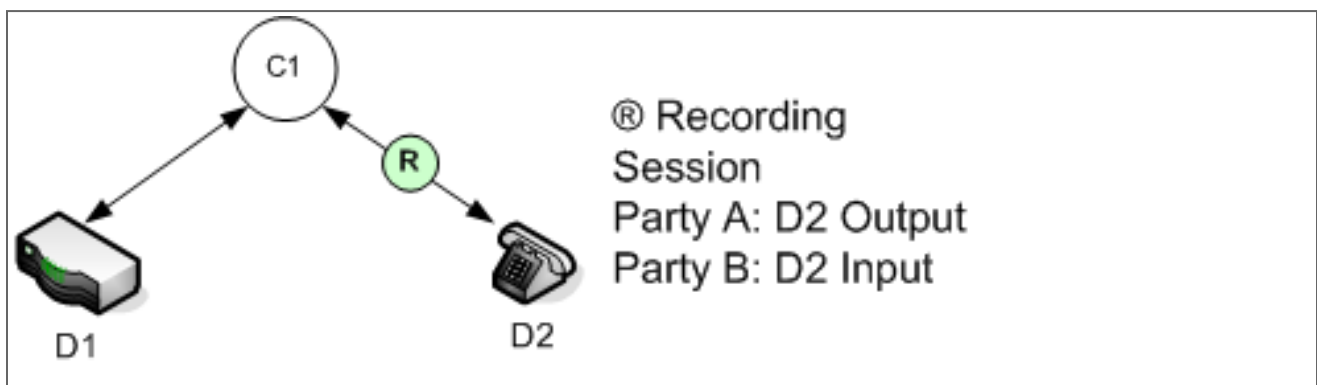 C1
R
® Recording
Session
Party A: D2 Output
Party B: D2 Input
D1
D2